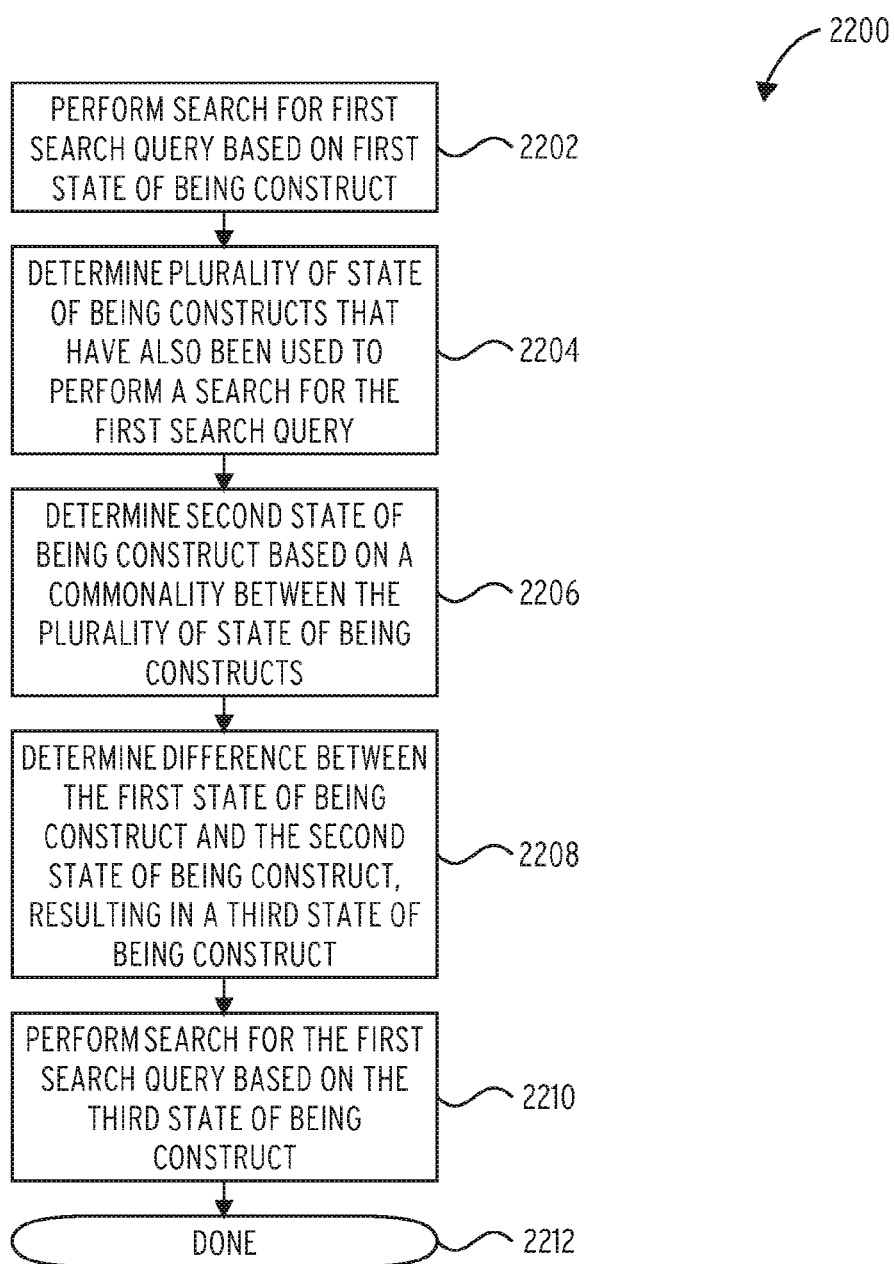 2200
PERFORM SEARCH FOR FIRST
SEARCH QUERY BASED ON FIRST
STATE OF BEING CONSTRUCT
2202
DETERMINE PLURALITY OF STATE
OF BEING CONSTRUCTS THAT
HAVE ALSO BEEN USED TO
PERFORM A SEARCH FOR THE
FIRST SEARCH QUERY
2204
DETERMINE SECOND STATE OF
BEING CONSTRUCT BASED ON A
COMMONALITY BETWEEN THE
PLURALITY OF STATE OF BEING
CONSTRUCTS
2206
DETERMINE DIFFERENCE BETWEEN
THE FIRST STATE OF BEING
CONSTRUCT AND THE SECOND
STATE OF BEING CONSTRUCT,
RESULTING IN A THIRD STATE OF
BEING CONSTRUCT
2208
PERFORM SEARCH FOR THE FIRST
SEARCH QUERY BASED ON THE
THIRD STATE OF BEING
CONSTRUCT
2210
DONE
2212